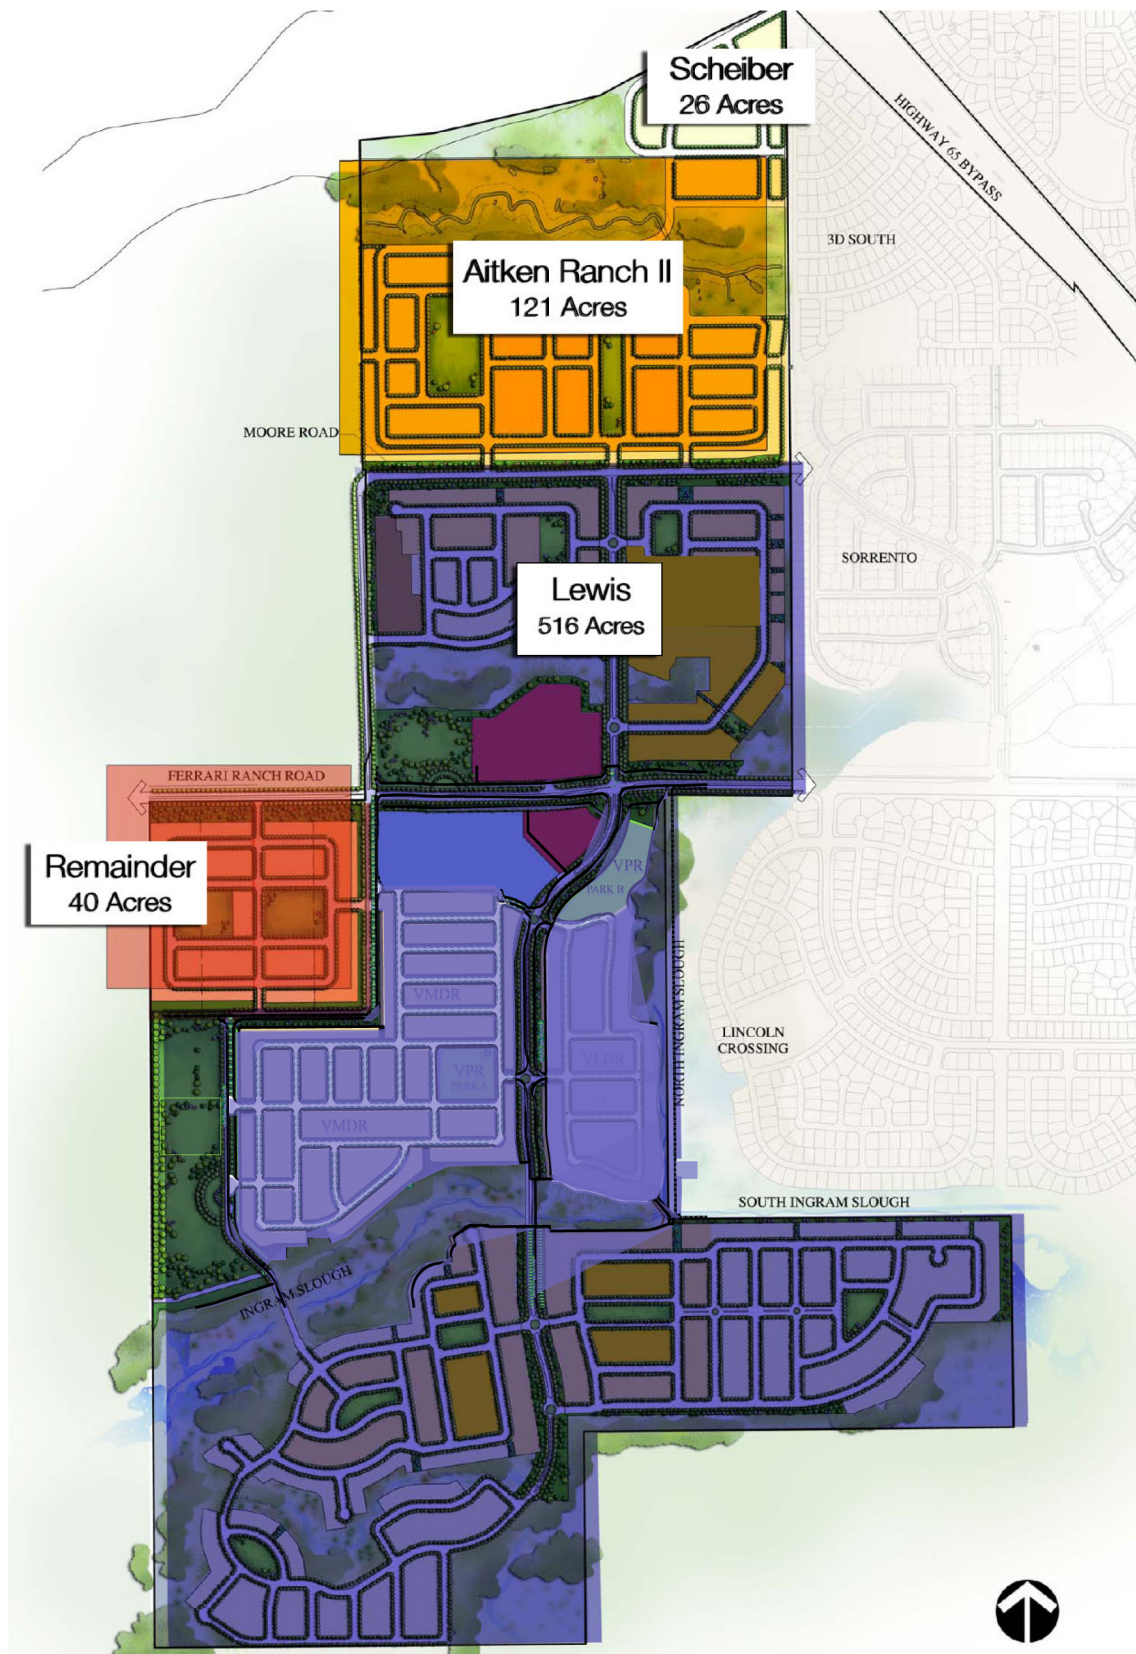 Scheiber
26 Acres
HIGHWAY 65 BYPASS
3D SOUTH
Aitken Ranch II
121 Acres
MOORE ROAD
SORRENTO
Lewis
516 Acres
FERRARI RANCH ROAD
Remainder
40 Acres
VPR
PARK B
NORTH INGRAM SLOUGH
VMDR
LINCOLN
CROSSING
VLDR
VPR
PARK A
VMDR
SOUTH INGRAM SLOUGH
INGRAM SLOUGH